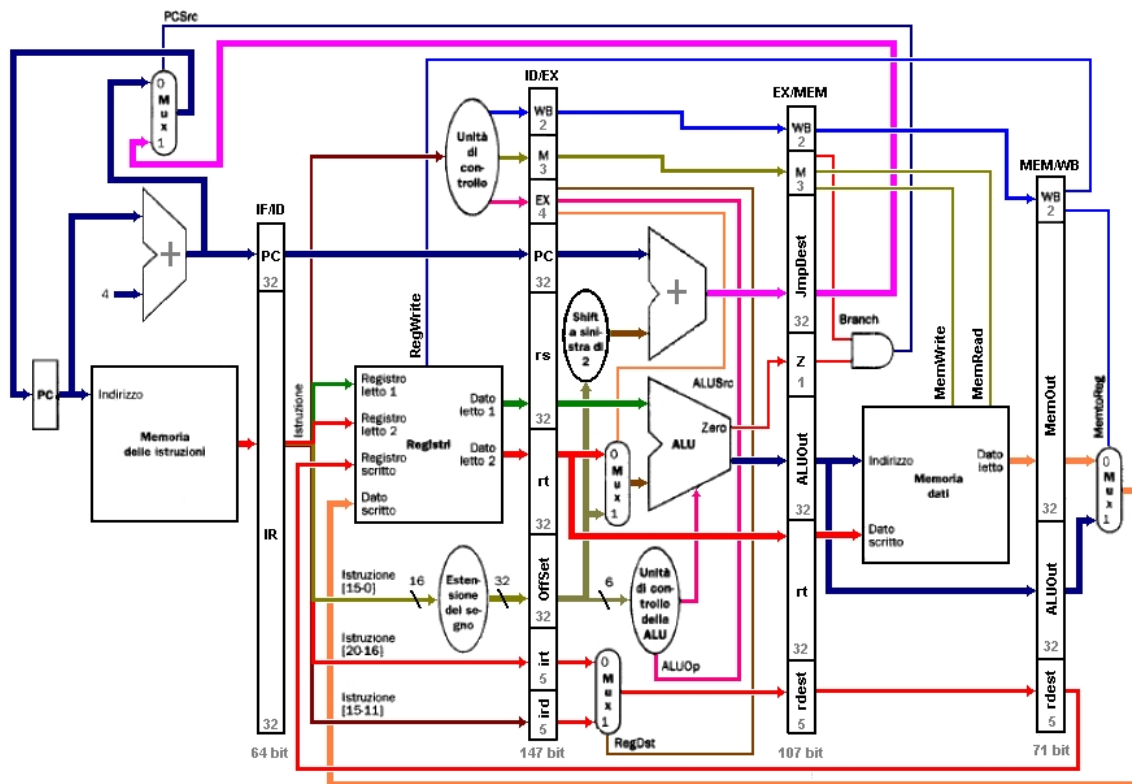 PCSrc
0
Mux
1
4
PC
Indirizzo
Memoria
delle istruzioni
IF/ID
PC
32
IR
32
64 bit
Istruzione
Unità
di con-
trollo
RegWrite
Registro
letto 1
Registro
letto 2
Registro
scritto
Dato
scritto
Registri
Dato
letto 1
Dato
letto 2
Istruzione
[15-0]
16
Esten-
sione
del se-
gno
32
Istruzione
[20-16]
Istruzione
[15-11]
ID/EX
WB
2
M
3
EX
4
PC
32
rs
32
rt
32
OffSet
32
irt
5
ird
5
147 bit
Shift
a sini-
stra di
2
0
Mux
1
ALUSrc
Zero
ALU
6
Unità
di con-
trollo
della
ALU
ALUOp
0
Mux
1
RegDst
EX/MEM
WB
2
M
3
JmpDest
32
Z
1
ALUOut
32
rt
32
rdest
5
107 bit
Branch
MemWrite
MemRead
Indirizzo
Dato
letto
Memoria
dati
Dato
scritto
MEM/WB
WB
2
MemOut
32
ALUOut
32
rdest
5
71 bit
MemtoReg
0
Mux
1